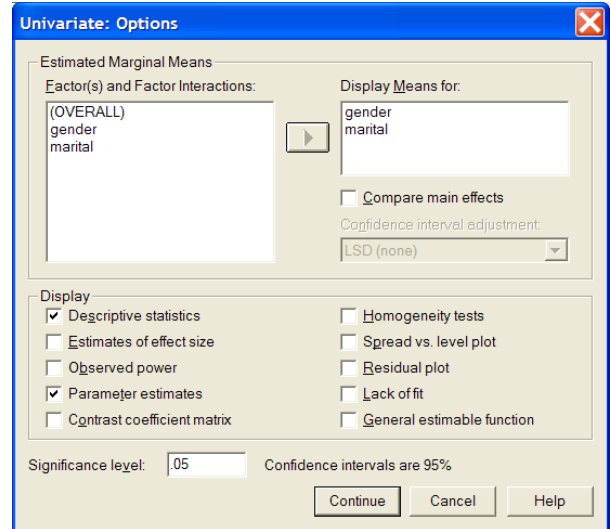 Univariate: Options
Estimated Marginal Means
Factor(s) and Factor Interactions:
(OVERALL)
gender
marital
Display Means for:
gender
marital
Compare main effects
Confidence interval adjustment:
LSD (none)
Display
Descriptive statistics
Estimates of effect size
Observed power
Parameter estimates
Contrast coefficient matrix
Homogeneity tests
Spread vs. level plot
Residual plot
Lack of fit
General estimable function
Significance level: .05 Confidence intervals are 95%
Continue Cancel Help